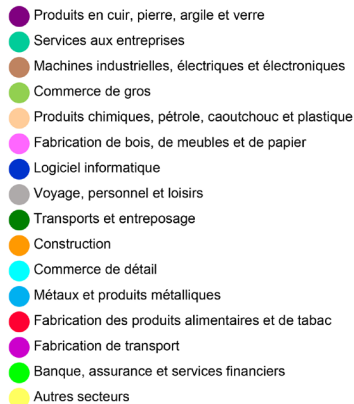 Produits en cuir, pierre, argile et verre
Services aux entreprises
Machines industrielles, électriques et électroniques
Commerce de gros
Produits chimiques, pétrole, caoutchouc et plastique
Fabrication de bois, de meubles et de papier
Logiciel informatique
Voyage, personnel et loisirs
Transports et entreposage
Construction
Commerce de détail
Métaux et produits métalliques
Fabrication des produits alimentaires et de tabac
Fabrication de transport
Banque, assurance et services financiers
Autres secteurs